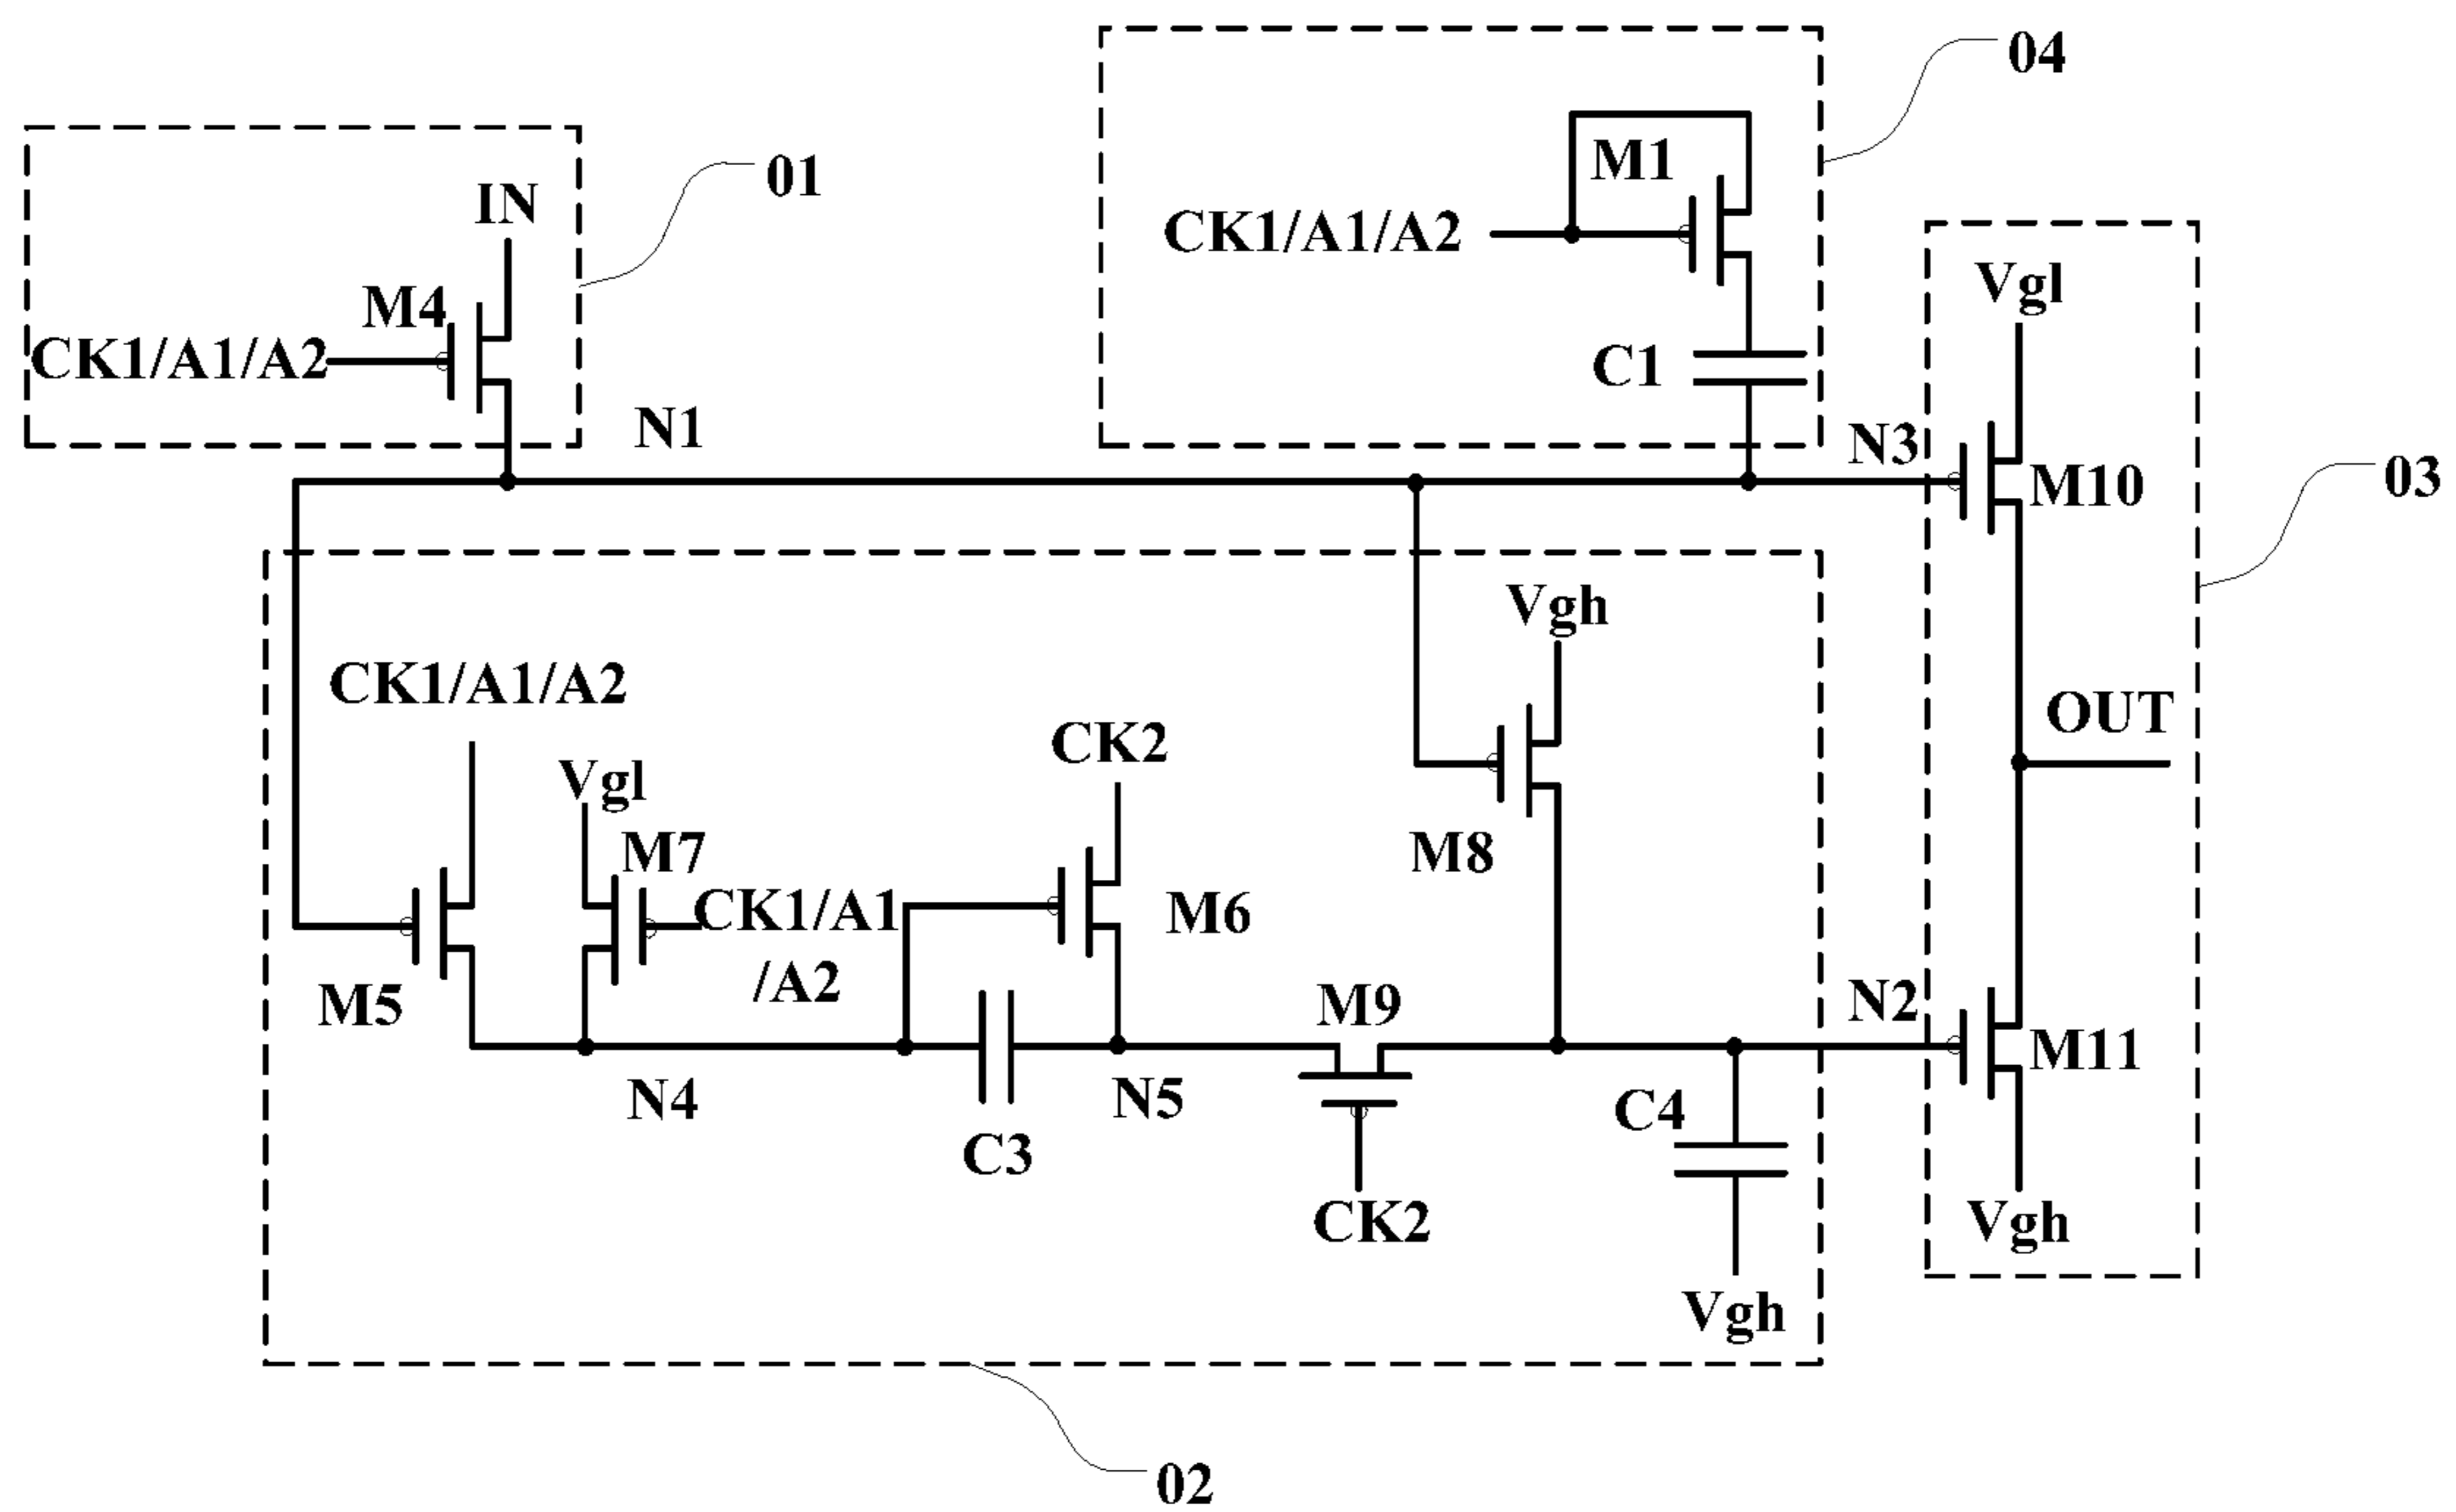 04
M1
01
IN
CK1/A1/A2
Vgl
M4
CK1/A1/A2
C1
N1
N3
M10
03
Vgh
CK1/A1/A2
OUT
CK2
Vgl
M7
M8
CK1/A1
/A2
M6
M5
M9
N2
M11
N4
N5
C4
C3
CK2
Vgh
Vgh
02